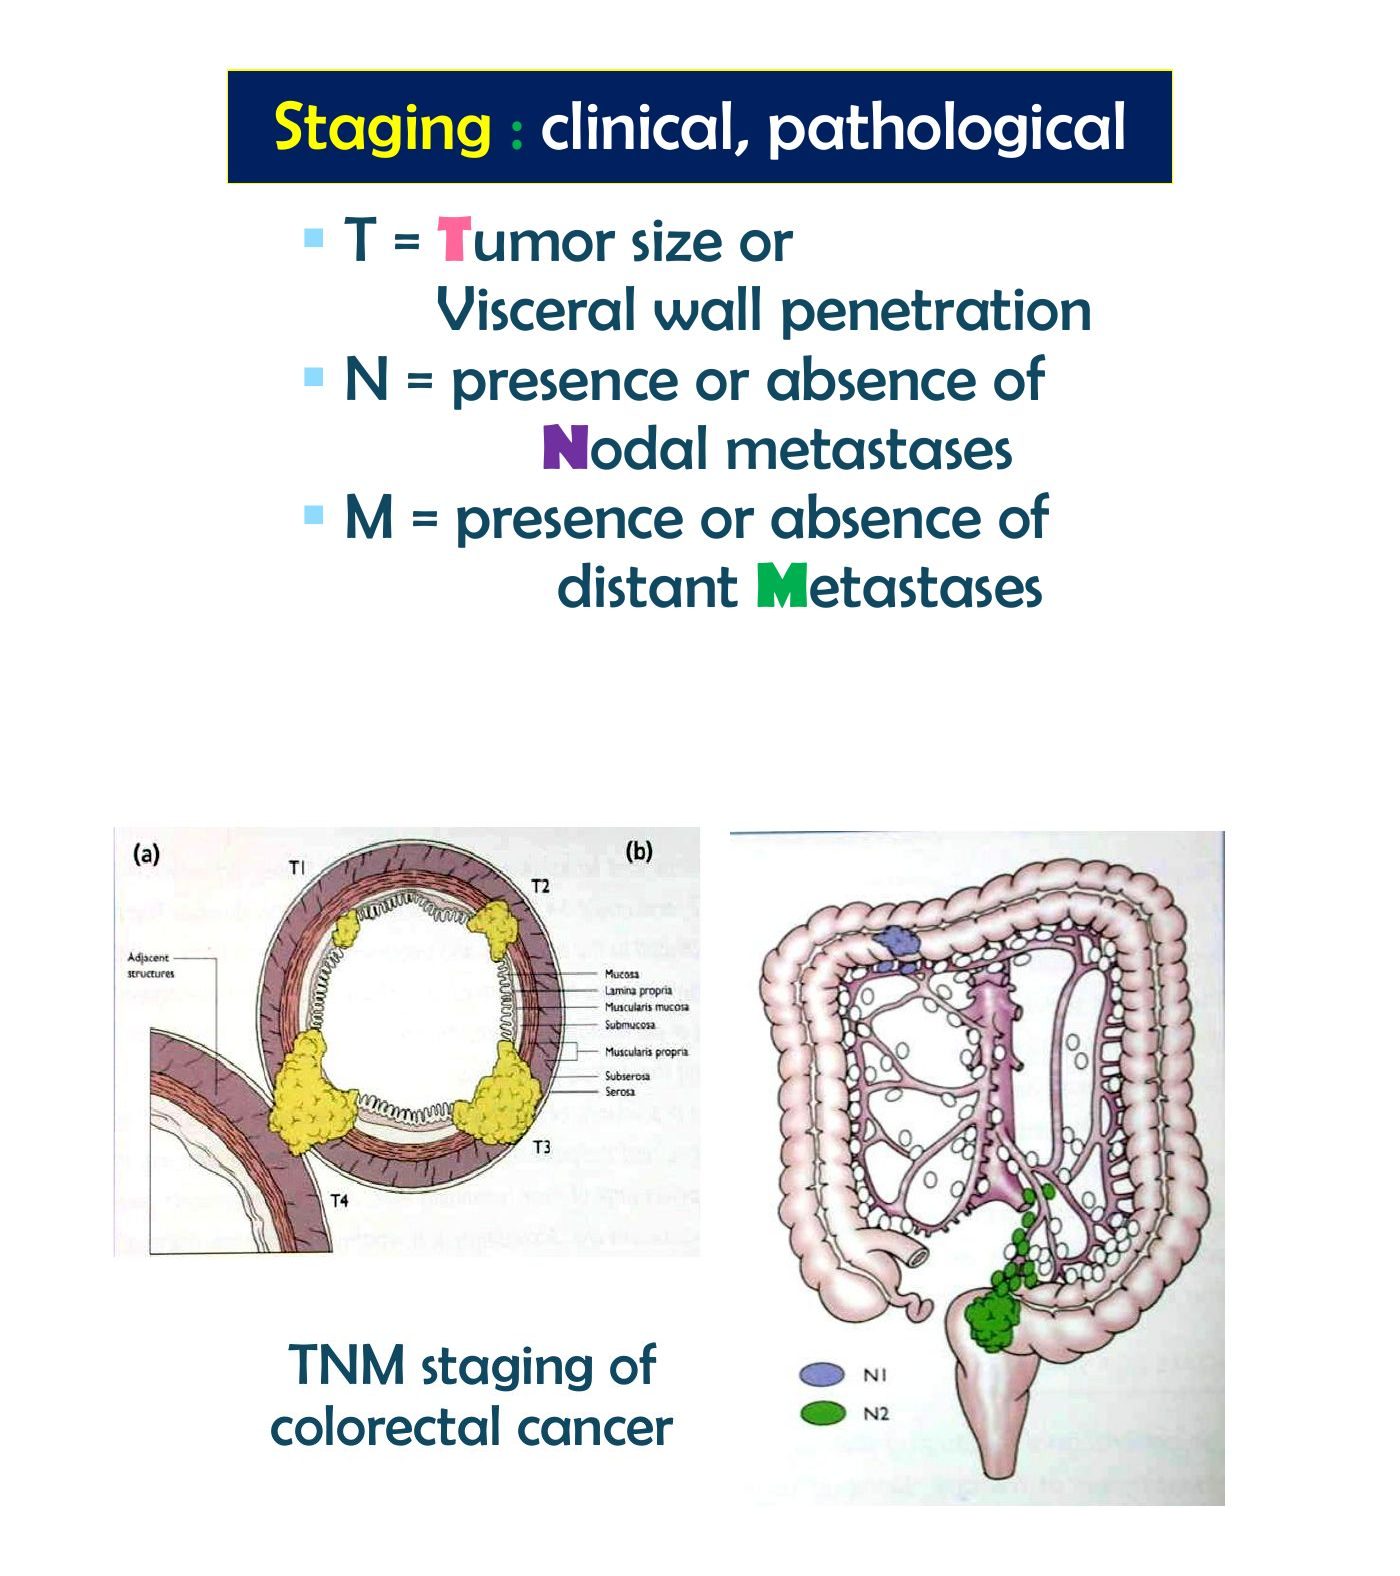 Staging : clinical, pathological
T = Tumor size or
Visceral wall penetration
N = presence or absence of
Nodal metastases
M = presence or absence of
distant Metastases
(a)
(b)
T1
T2
Adjacent
structures
Mucosa
Lamina propria
Muscularis mucosa
Submucosa
Muscularis propria
Subserosa
Serosa
T3
T4
TNM staging of
colorectal cancer
N1
N2